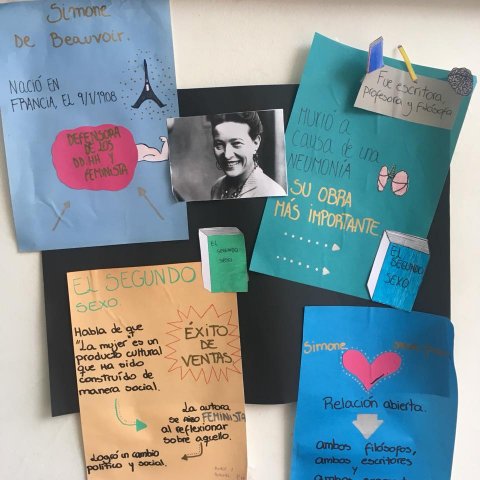 Simone
de Beauvoir.
NACIÓ EN
FRANCIA, EL 9/1/1908
DEFENSORA
DE LOS
DD.HH Y
FEMINISTA
Fue escritora,
profesora y filósofa
MURIÓ A
CAUSA DE UNA
NEUMONÍA
SU OBRA
MÁS IMPORTANTE
EL
SEGUNDO
SEXO
EL
SEGUNDO
SEXO
EL SEGUNDO
SEXO.
Habla de que
"La mujer" es un
producto cultural
que ha sido
construído de
manera social.
ÉXITO
DE
VENTAS
La autora
se hizo FEMINISTA
al reflexionar
sobre aquello.
Logró un cambio
político y social.
Simone
Relación abierta.
ambos filósofos,
ambos escritores
y
ambos